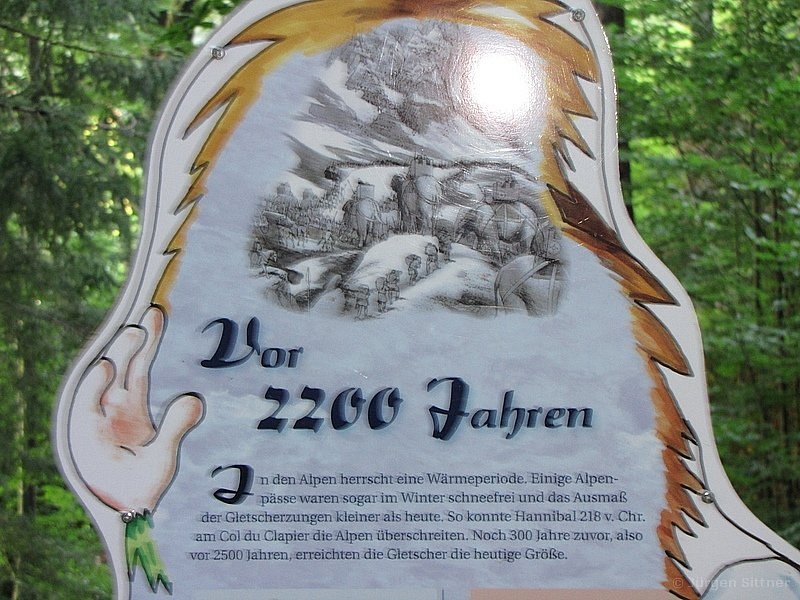 Vor
2200 Jahren
In den Alpen herrscht eine Wärmeperiode. Einige Alpen-
pässe waren sogar im Winter schneefrei und das Ausmaß
der Gletscherzungen kleiner als heute. So konnte Hannibal 218 v. Chr.
am Col du Clapier die Alpen überschreiten. Noch 300 Jahre zuvor, also
vor 2500 Jahren, erreichten die Gletscher die heutige Größe.
© Jürgen Sittner